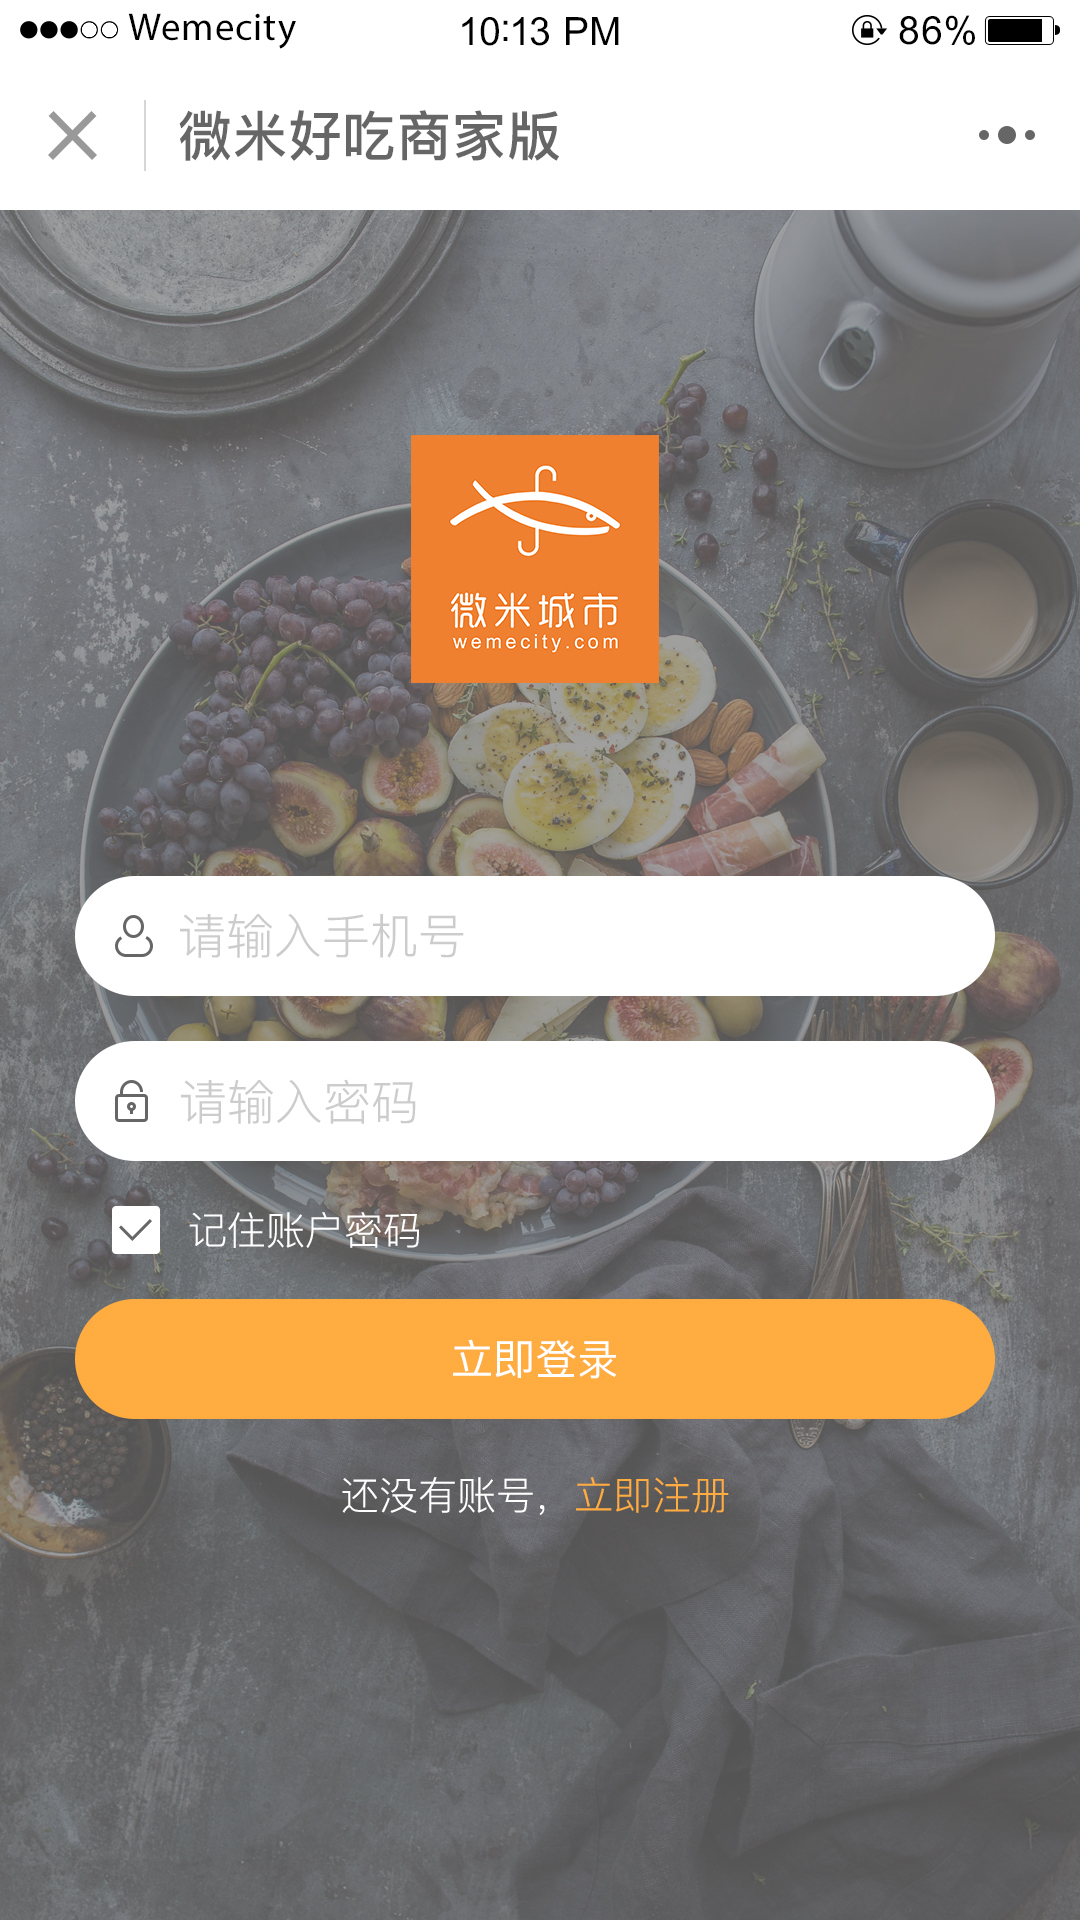 Wemecity 10:13 PM 86%
微米好吃商家版
微米城市
wemecity.com
请输入手机号
请输入密码
记住账户密码
立即登录
还没有账号，立即注册